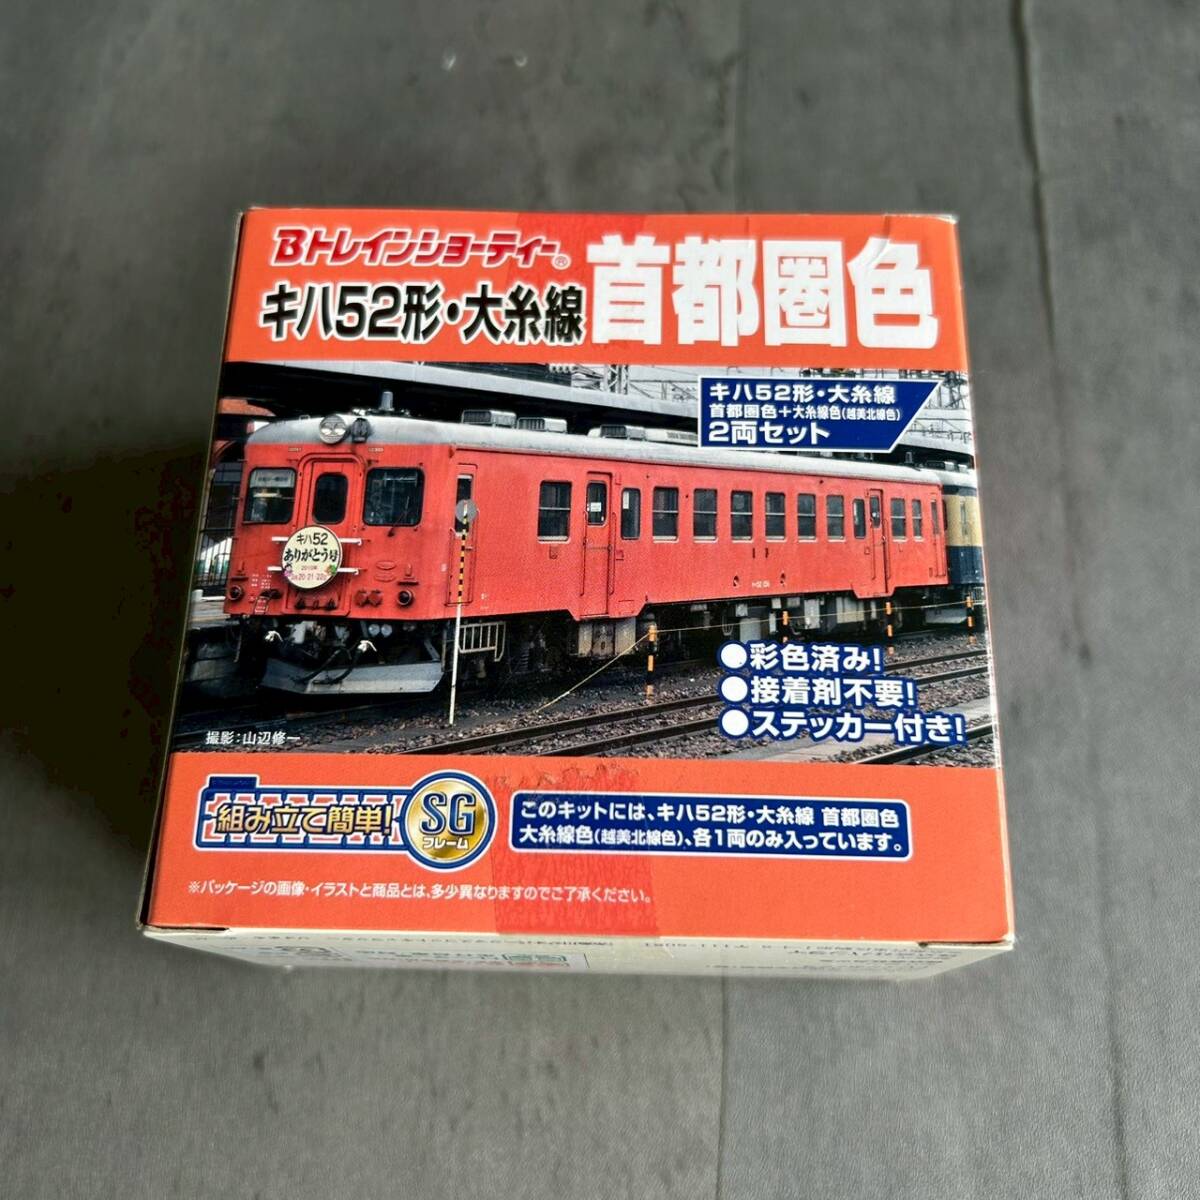 Bトレインショーティー®
キハ52形・大糸線
首都圏色
キハ52形・大糸線
首都圏色+大糸線色(越美北線色)
2両セット
キハ52
ありがとう号
2010年
20・21・22
●彩色済み!
●接着剤不要!
●ステッカー付き!
撮影:山辺修一
組み立て簡単!
SG
フレーム
このキットには、キハ52形・大糸線 首都圏色
大糸線色(越美北線色)、各1両のみ入っています。
※パッケージの画像・イラストと商品とは、多少異なりますのでご了承ください。